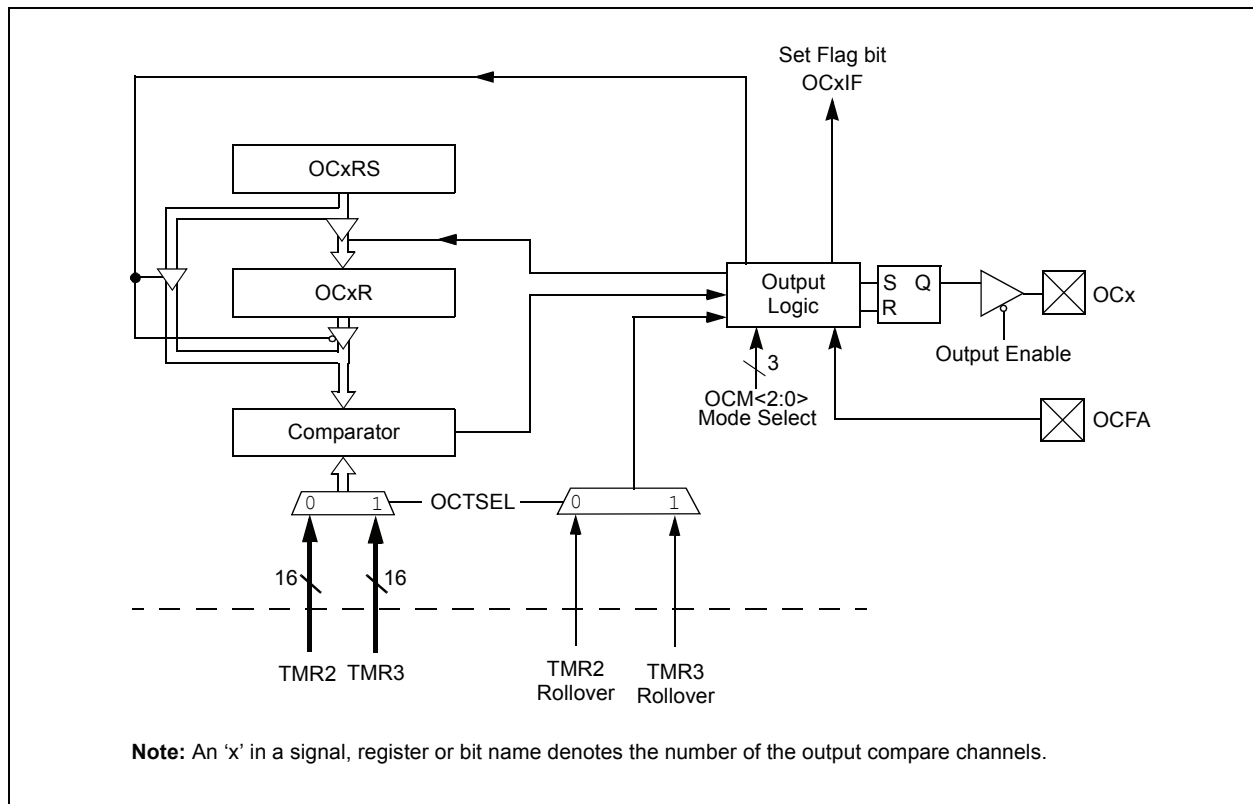 Set Flag bit
OCxIF
OCxRS
OCxR
Output
Logic
S Q
R
OCx
Output Enable
3
OCM<2:0>
Mode Select
OCFA
Comparator
0 1
OCTSEL
0 1
16
16
TMR2
TMR3
TMR2
Rollover
TMR3
Rollover
Note: An ‘x’ in a signal, register or bit name denotes the number of the output compare channels.